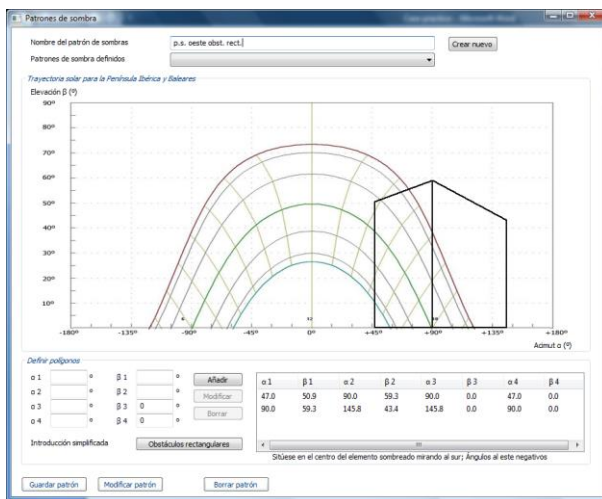 Patrones de sombra
Nombre del patrón de sombras
p.s. oeste obst. rect.
Crear nuevo
Patrones de sombra definidos
Trayectoria solar para la Península Ibérica y Baleares
Elevación β (º)
90º
80º
70º
60º
50º
40º
30º
20º
10º
12
-180º -135º -90º -45º 0º +45º +90º +135º +180º
Acimut α (º)
Definir polígonos
α 1 º β 1 º Añadir
α 2 º β 2 º Modificar
α 3 º β 3 0 º Borrar
α 4 º β 4 0 º
Introducción simplificada Obstáculos rectangulares
α 1 β 1 α 2 β 2 α 3 β 3 α 4 β 4
47.0 50.9 90.0 59.3 90.0 0.0 47.0 0.0
90.0 59.3 145.8 43.4 145.8 0.0 90.0 0.0
Sitúese en el centro del elemento sombreado mirando al sur; Ángulos al este negativos
Guardar patrón Modificar patrón Borrar patrón